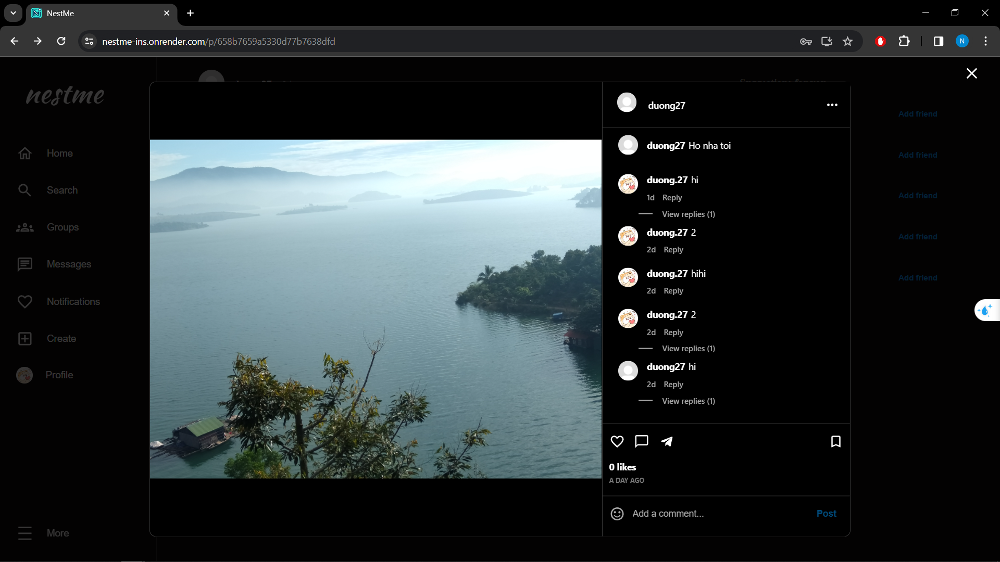 NestMe
nestme-ins.onrender.com/p/658b7659a5330d77b7638dfd
N
nestme
Home
Search
Groups
Messages
Notifications
Create
Profile
More
duong27
duong27 Ho nha toi
duong.27 hi
1d Reply
View replies (1)
duong.27 2
2d Reply
duong.27 hihi
2d Reply
duong.27 2
2d Reply
View replies (1)
duong27 hi
2d Reply
View replies (1)
0 likes
A DAY AGO
Add a comment...
Post
Add friend
Add friend
Add friend
Add friend
Add friend